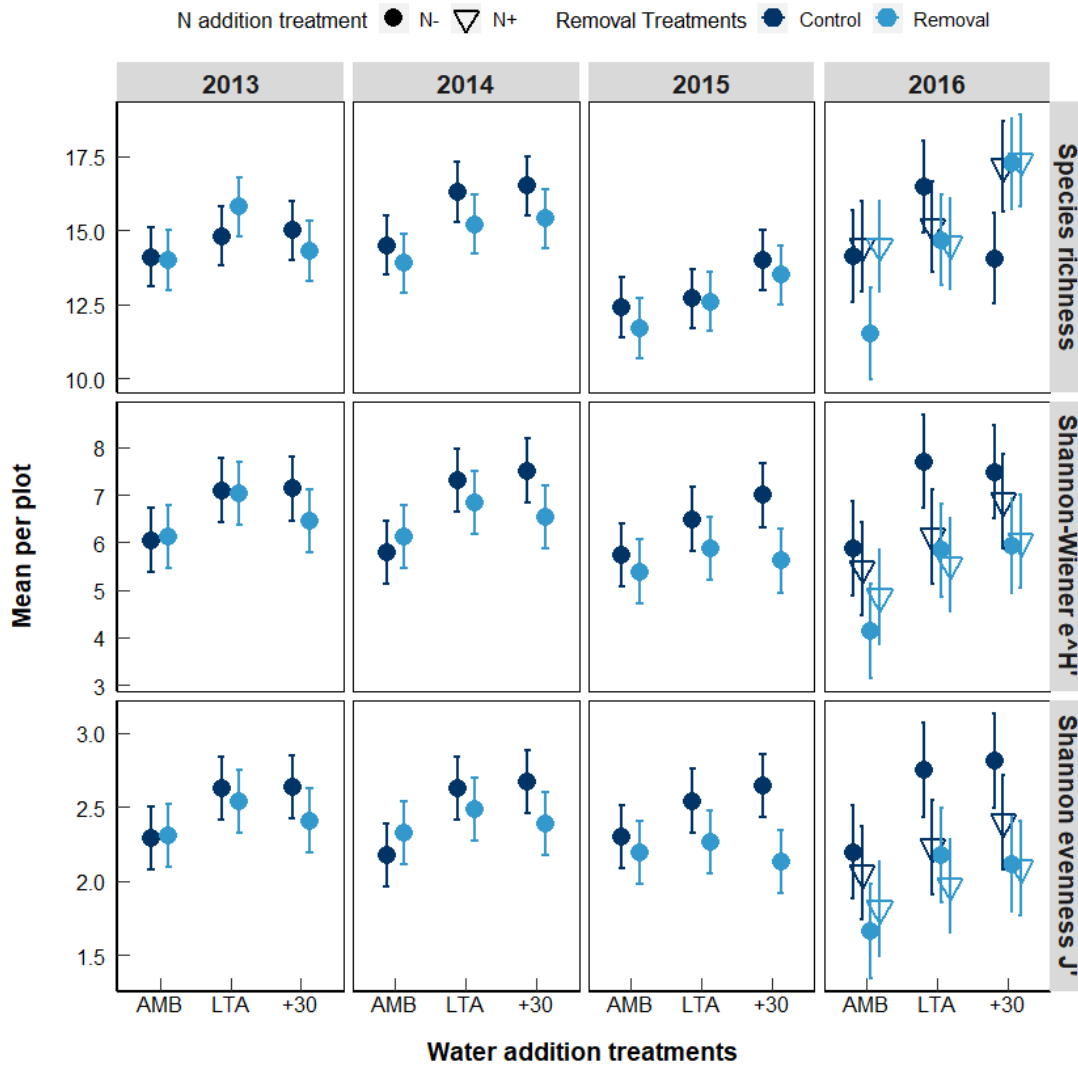 N addition treatment N- N+ Removal Treatments Control Removal
2013 2014 2015 2016
17.5
15.0
12.5
10.0
Species richness
8
7
6
5
4
3
Shannon-Wiener e^H'
3.0
2.5
2.0
1.5
Shannon evenness J'
Mean per plot
AMB LTA +30 AMB LTA +30 AMB LTA +30 AMB LTA +30
Water addition treatments